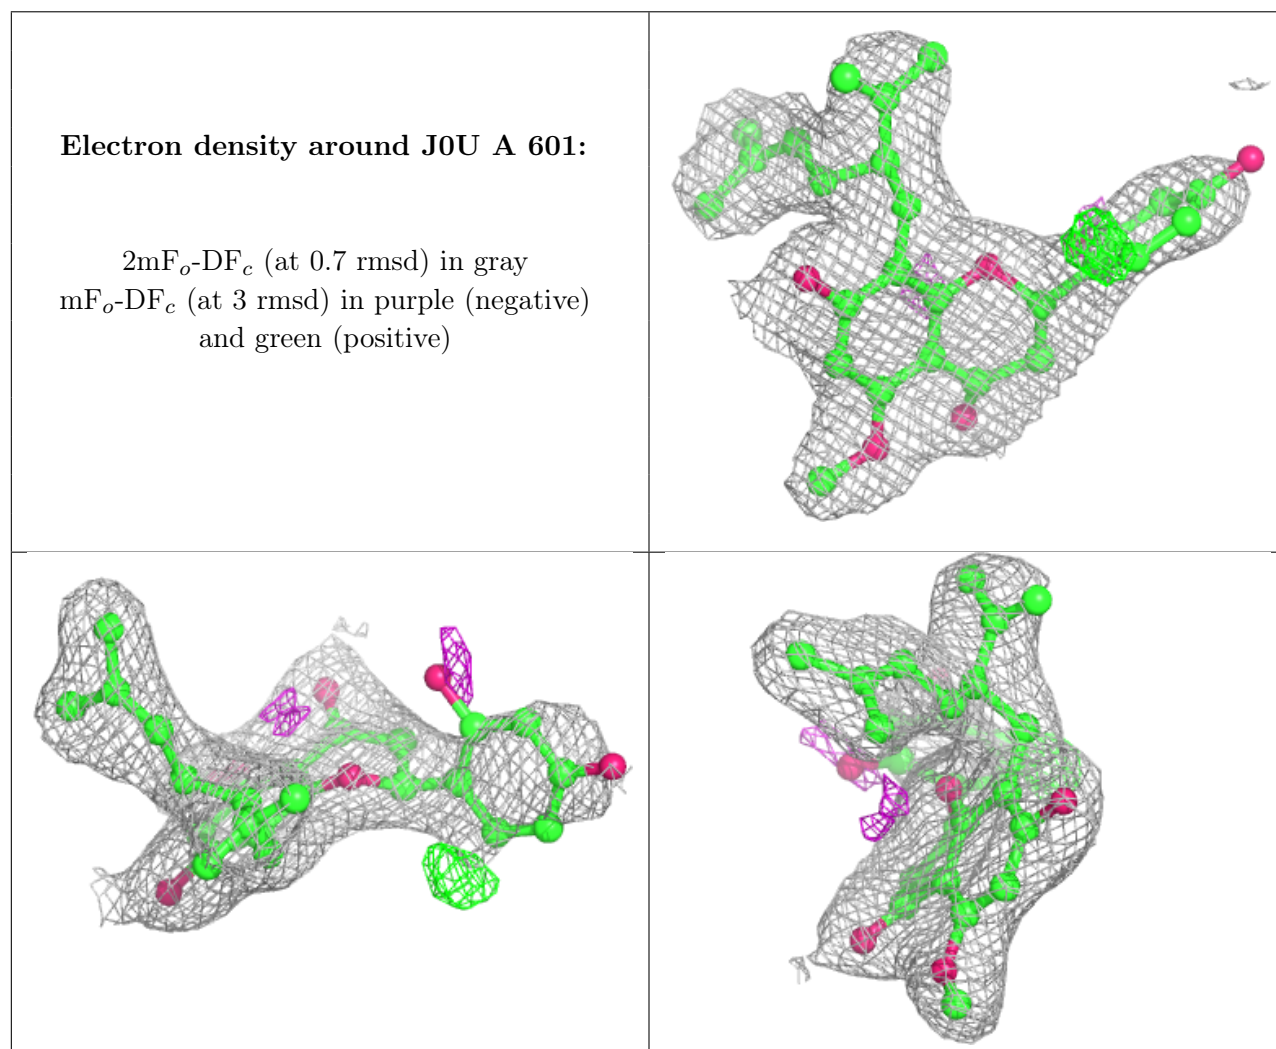 Electron density around J0U A 601:
2mFo-DFc (at 0.7 rmsd) in gray
mFo-DFc (at 3 rmsd) in purple (negative)
and green (positive)